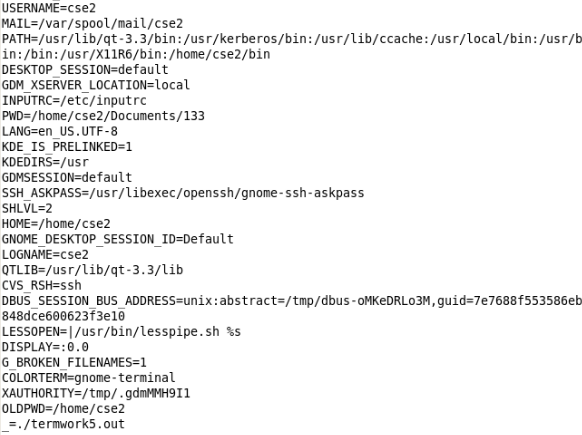 USERNAME=cse2
MAIL=/var/spool/mail/cse2
PATH=/usr/lib/qt-3.3/bin:/usr/kerberos/bin:/usr/lib/ccache:/usr/local/bin:/usr/b
in:/bin:/usr/X11R6/bin:/home/cse2/bin
DESKTOP_SESSION=default
GDM_XSERVER_LOCATION=local
INPUTRC=/etc/inputrc
PWD=/home/cse2/Documents/133
LANG=en_US.UTF-8
KDE_IS_PRELINKED=1
KDEDIRS=/usr
GDMSESSION=default
SSH_ASKPASS=/usr/libexec/openssh/gnome-ssh-askpass
SHLVL=2
HOME=/home/cse2
GNOME_DESKTOP_SESSION_ID=Default
LOGNAME=cse2
QTLIB=/usr/lib/qt-3.3/lib
CVS_RSH=ssh
DBUS_SESSION_BUS_ADDRESS=unix:abstract=/tmp/dbus-oMKeDRLo3M,guid=7e7688f553586eb
848dce600623f3e10
LESSOPEN=|/usr/bin/lesspipe.sh %s
DISPLAY=:0.0
G_BROKEN_FILENAMES=1
COLORTERM=gnome-terminal
XAUTHORITY=/tmp/.gdmMMH9I1
OLDPWD=/home/cse2
_=./termwork5.out